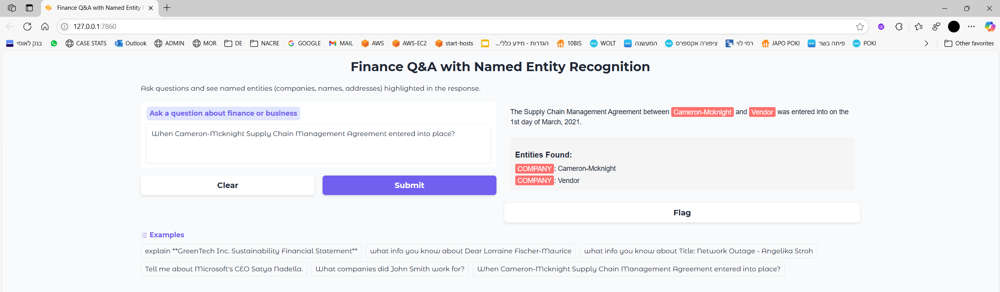 Finance Q&A with Named Entity
127.0.0.1:7860
בנק לאומי
CASE STATS
Outlook
ADMIN
MOR
DE
NACRE
GOOGLE
MAIL
AWS
AWS-EC2
start-hosts
הגדרות - מידע כללי...
10BIS
WOLT
המעשנה
ציפורה אקספרס
רמי לוי
JAPO POKI
פיתה בשר
POKI
Other favorites
Finance Q&A with Named Entity Recognition
Ask questions and see named entities (companies, names, addresses) highlighted in the response.
Ask a question about finance or business
When Cameron-Mcknight Supply Chain Management Agreement entered into place?
Clear
Submit
The Supply Chain Management Agreement between Cameron-Mcknight and Vendor was entered into on the
1st day of March, 2021.
Entities Found:
COMPANY: Cameron-Mcknight
COMPANY: Vendor
Flag
Examples
explain **GreenTech Inc. Sustainability Financial Statement**
what info you know about Dear Lorraine Fischer-Maurice
what info you know about Title: Network Outage - Angelika Stroh
Tell me about Microsoft's CEO Satya Nadella.
What companies did John Smith work for?
When Cameron-Mcknight Supply Chain Management Agreement entered into place?